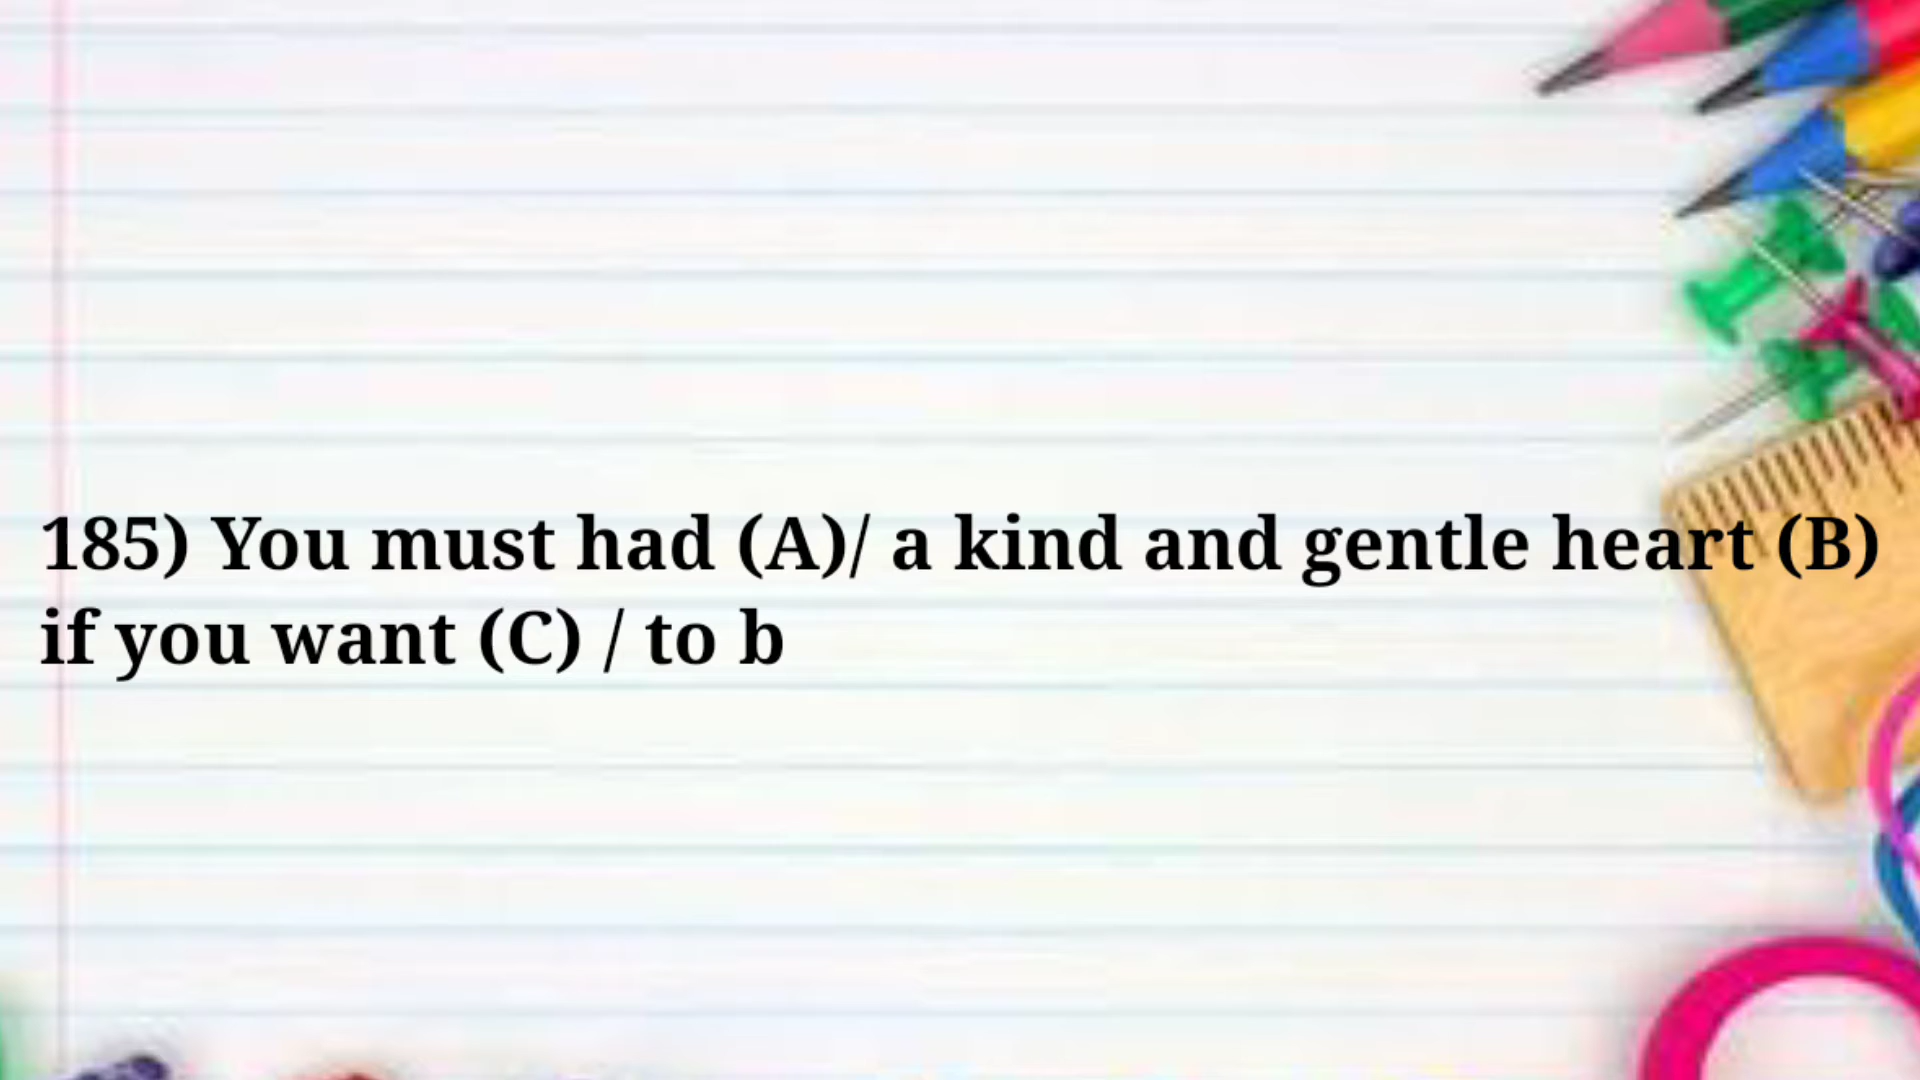 185) You must had (A)/ a kind and gentle heart (B)
if you want (C) / to b